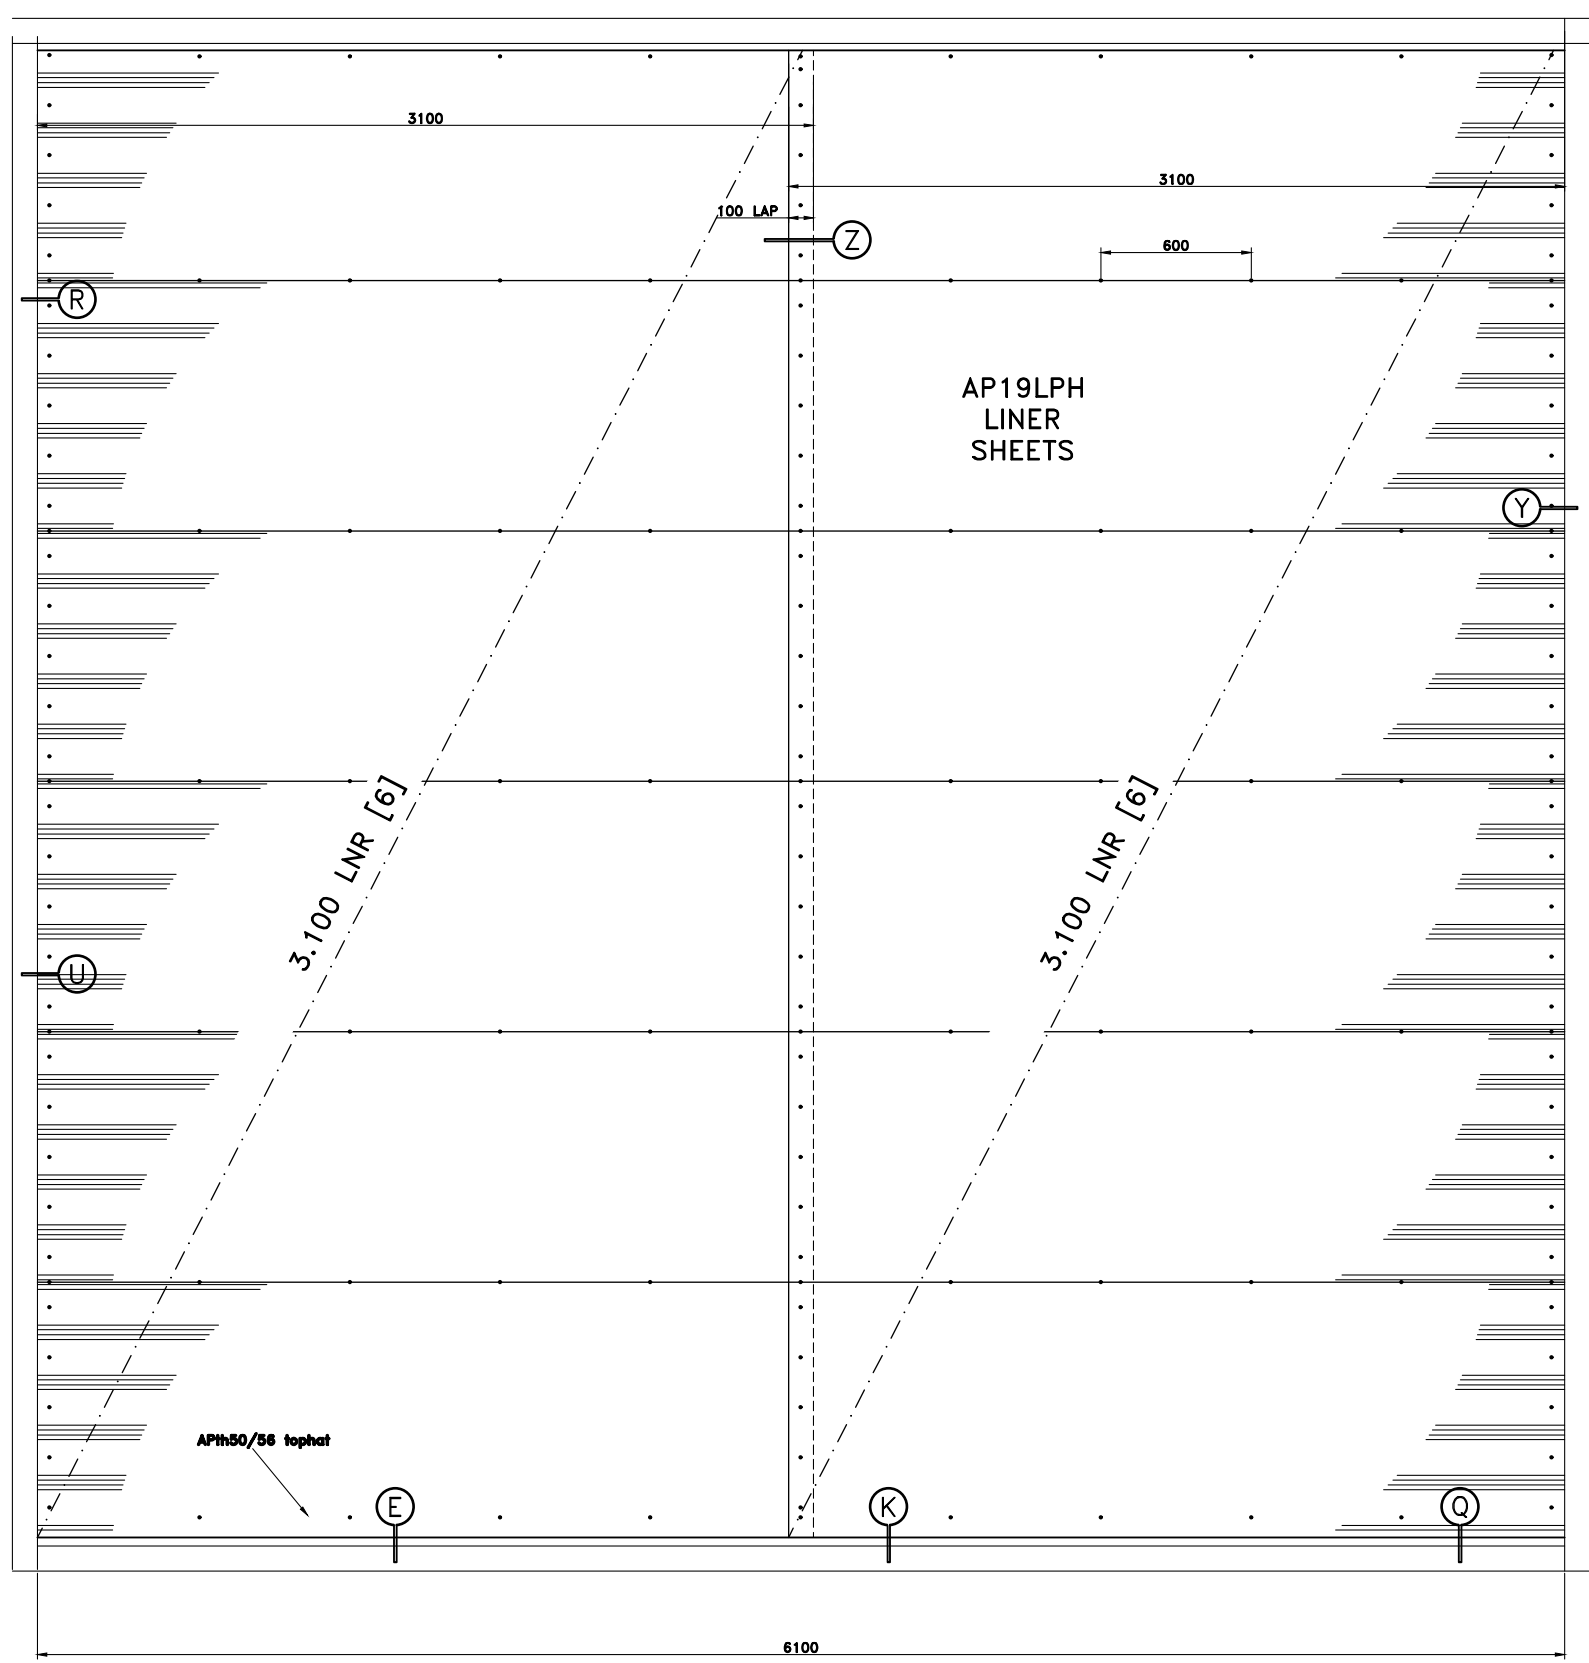 3100
3100
100 LAP
Z
600
R
AP19LPH
LINER
SHEETS
Y
3.100 LNR [6]
3.100 LNR [6]
U
APth50/56 tophat
E
K
Q
6100